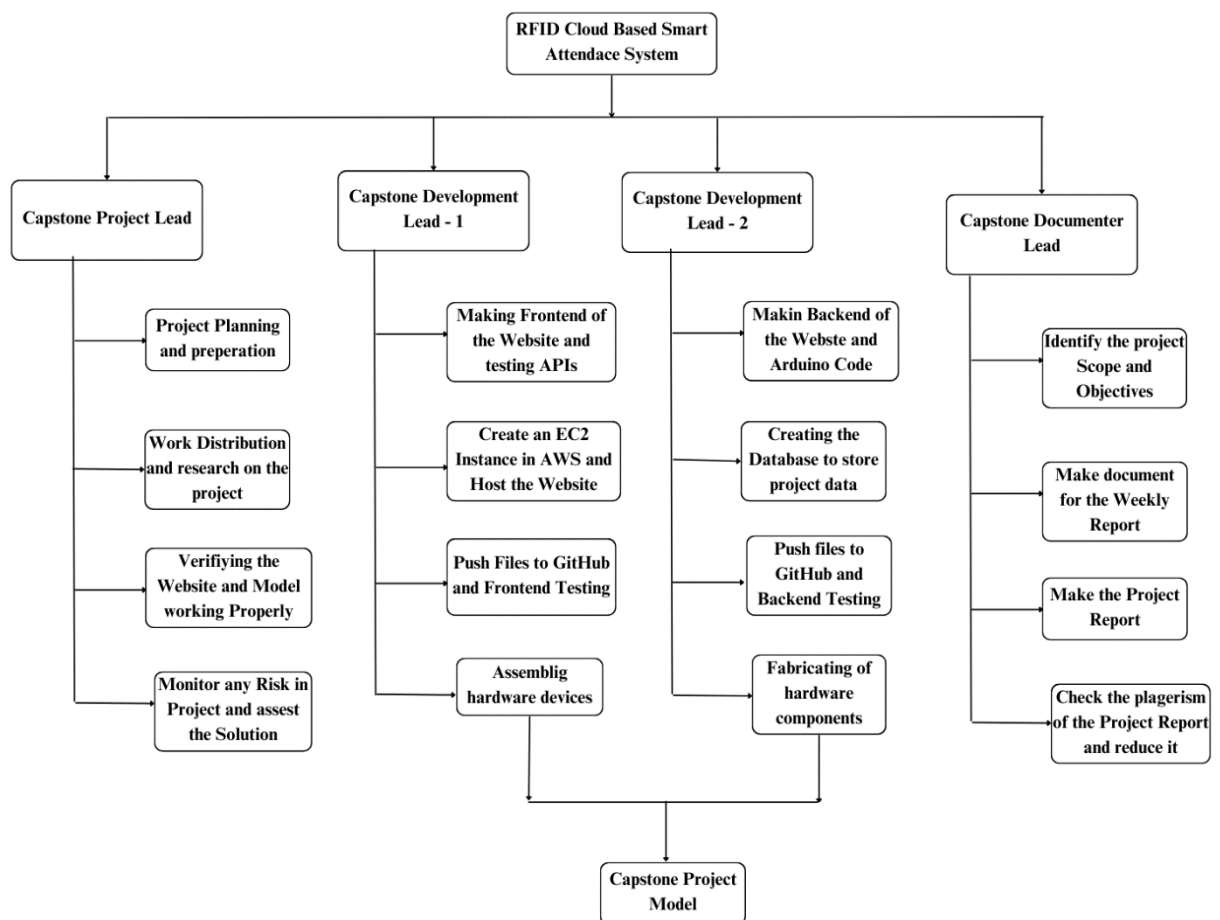 RFID Cloud Based Smart
Attendace System
Capstone Project Lead
Capstone Development
Lead - 1
Capstone Development
Lead - 2
Capstone Documenter
Lead
Project Planning
and preperation
Work Distribution
and research on the
project
Verifiying the
Website and Model
working Properly
Monitor any Risk in
Project and assest
the Solution
Making Frontend of
the Website and
testing APIs
Create an EC2
Instance in AWS and
Host the Website
Push Files to GitHub
and Frontend Testing
Assemblig
hardware devices
Makin Backend of
the Webste and
Arduino Code
Creating the
Database to store
project data
Push files to
GitHub and
Backend Testing
Fabricating of
hardware
components
Identify the project
Scope and
Objectives
Make document
for the Weekly
Report
Make the Project
Report
Check the plagerism
of the Project Report
and reduce it
Capstone Project
Model